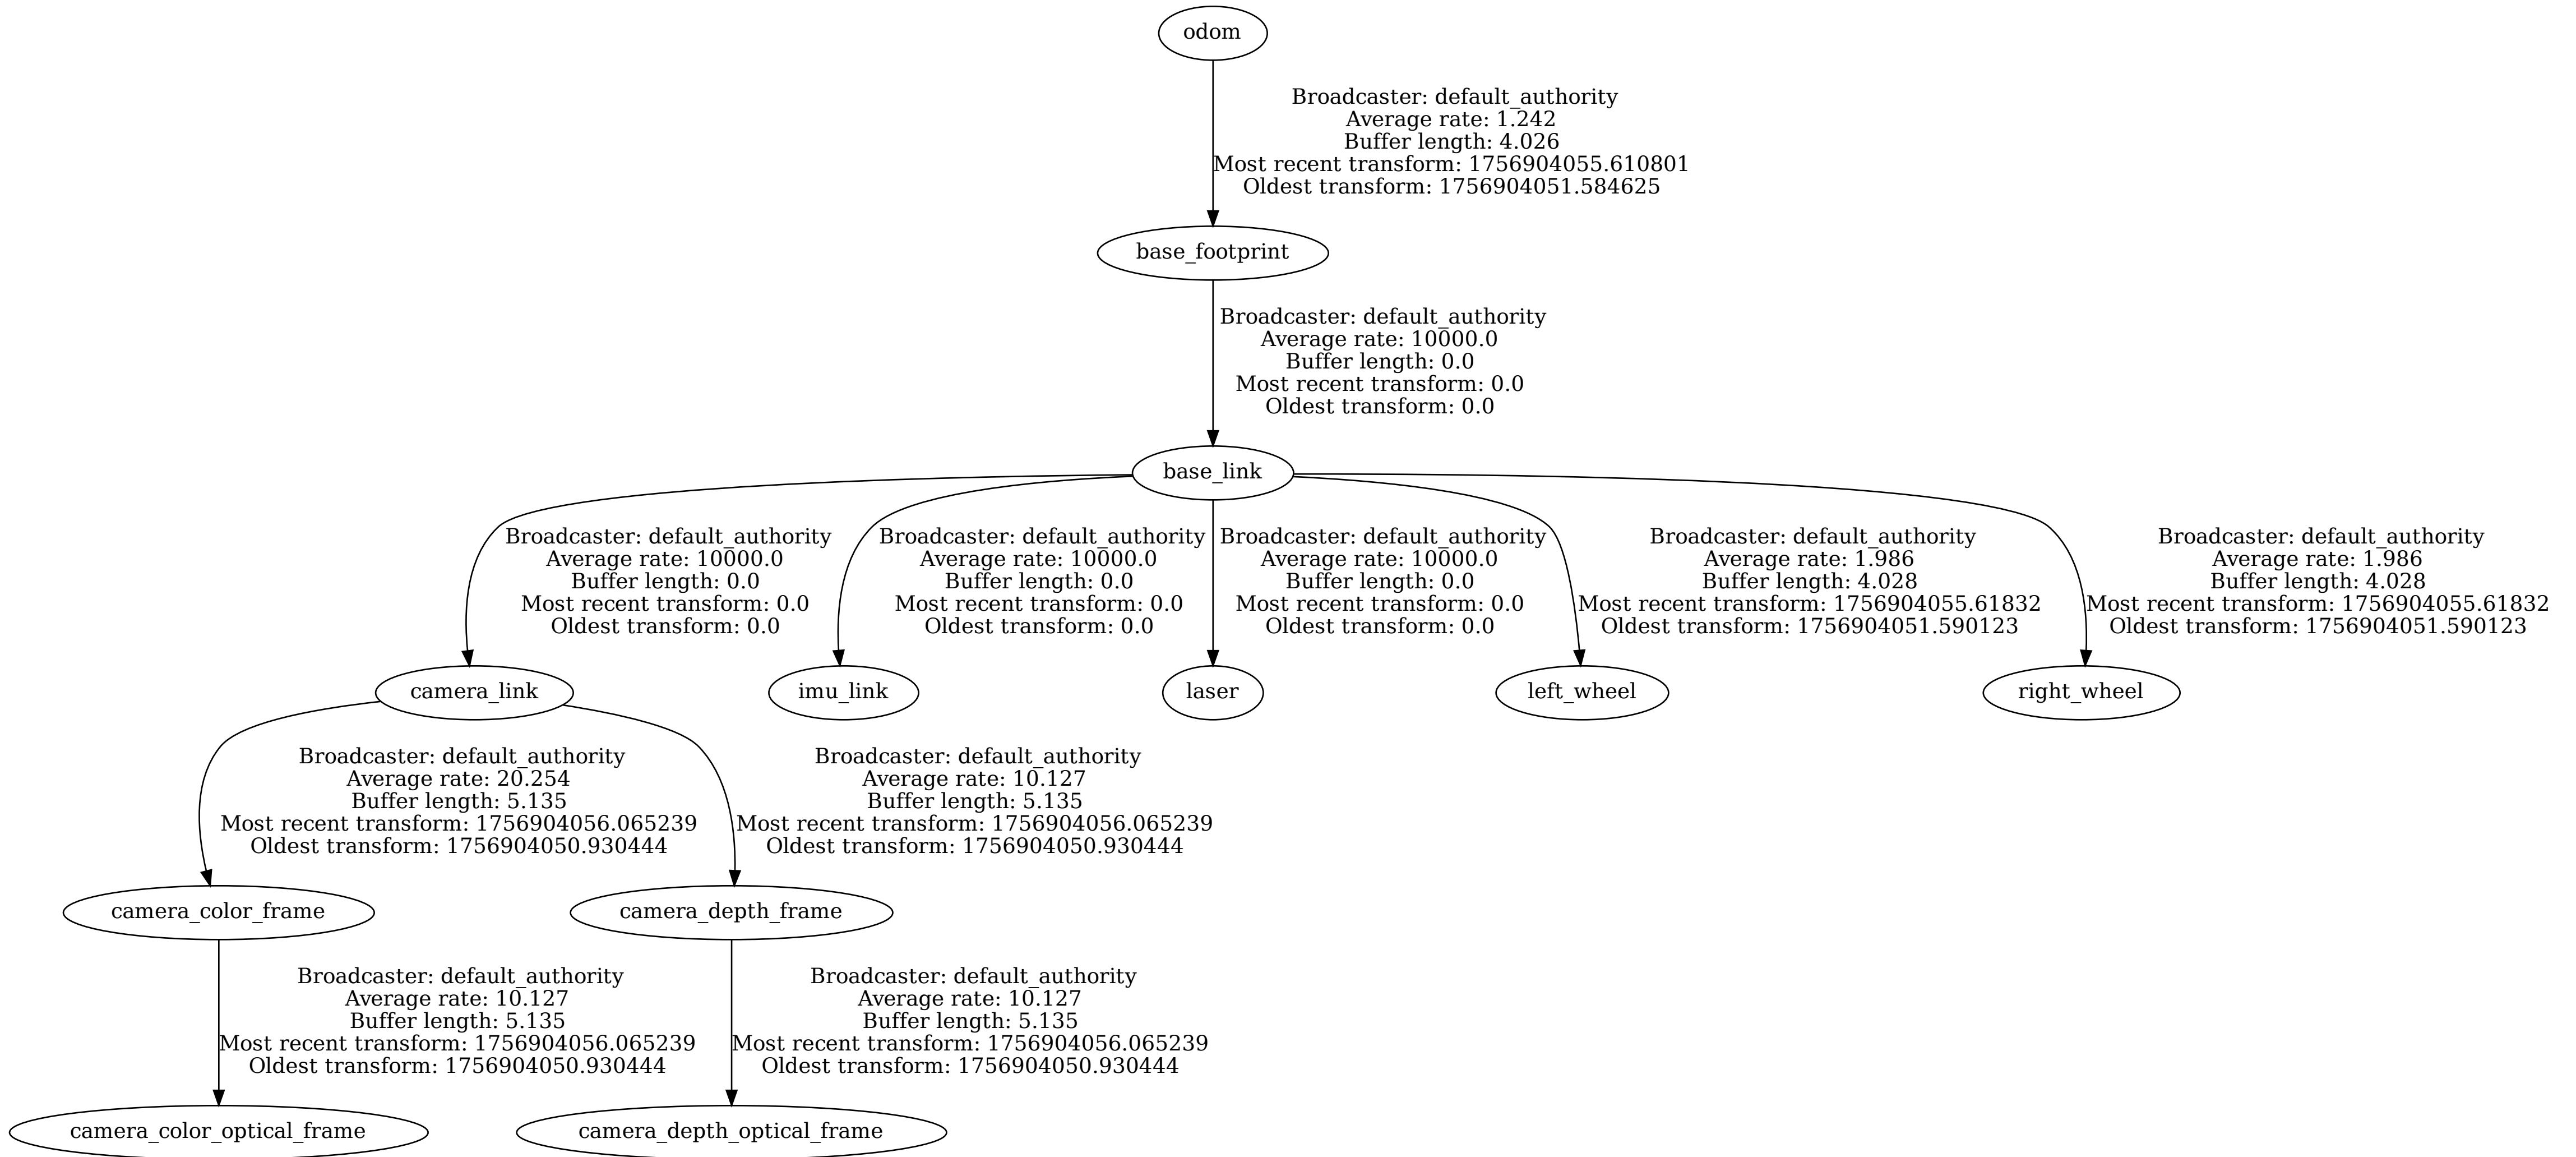 odom
Broadcaster: default_authority
Average rate: 1.242
Buffer length: 4.026
Most recent transform: 1756904055.610801
Oldest transform: 1756904051.584625
base_footprint
Broadcaster: default_authority
Average rate: 10000.0
Buffer length: 0.0
Most recent transform: 0.0
Oldest transform: 0.0
base_link
Broadcaster: default_authority
Average rate: 10000.0
Buffer length: 0.0
Most recent transform: 0.0
Oldest transform: 0.0
Broadcaster: default_authority
Average rate: 10000.0
Buffer length: 0.0
Most recent transform: 0.0
Oldest transform: 0.0
Broadcaster: default_authority
Average rate: 10000.0
Buffer length: 0.0
Most recent transform: 0.0
Oldest transform: 0.0
Broadcaster: default_authority
Average rate: 1.986
Buffer length: 4.028
Most recent transform: 1756904055.61832
Oldest transform: 1756904051.590123
Broadcaster: default_authority
Average rate: 1.986
Buffer length: 4.028
Most recent transform: 1756904055.61832
Oldest transform: 1756904051.590123
camera_link
imu_link
laser
left_wheel
right_wheel
Broadcaster: default_authority
Average rate: 20.254
Buffer length: 5.135
Most recent transform: 1756904056.065239
Oldest transform: 1756904050.930444
Broadcaster: default_authority
Average rate: 10.127
Buffer length: 5.135
Most recent transform: 1756904056.065239
Oldest transform: 1756904050.930444
camera_color_frame
camera_depth_frame
Broadcaster: default_authority
Average rate: 10.127
Buffer length: 5.135
Most recent transform: 1756904056.065239
Oldest transform: 1756904050.930444
Broadcaster: default_authority
Average rate: 10.127
Buffer length: 5.135
Most recent transform: 1756904056.065239
Oldest transform: 1756904050.930444
camera_color_optical_frame
camera_depth_optical_frame